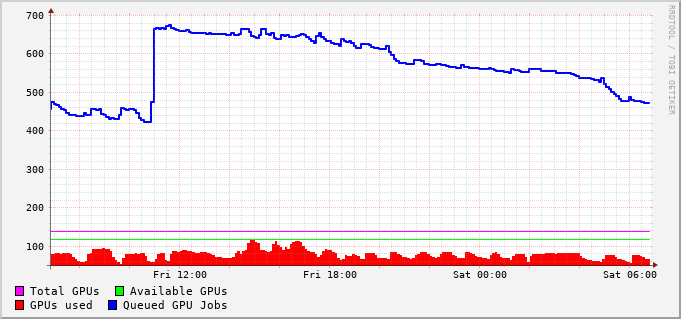 700
600
500
400
300
200
100
Fri 12:00 Fri 18:00 Sat 00:00 Sat 06:00
Total GPUs Available GPUs
GPUs used Queued GPU Jobs
RRDTOOL / TOBI OETIKER